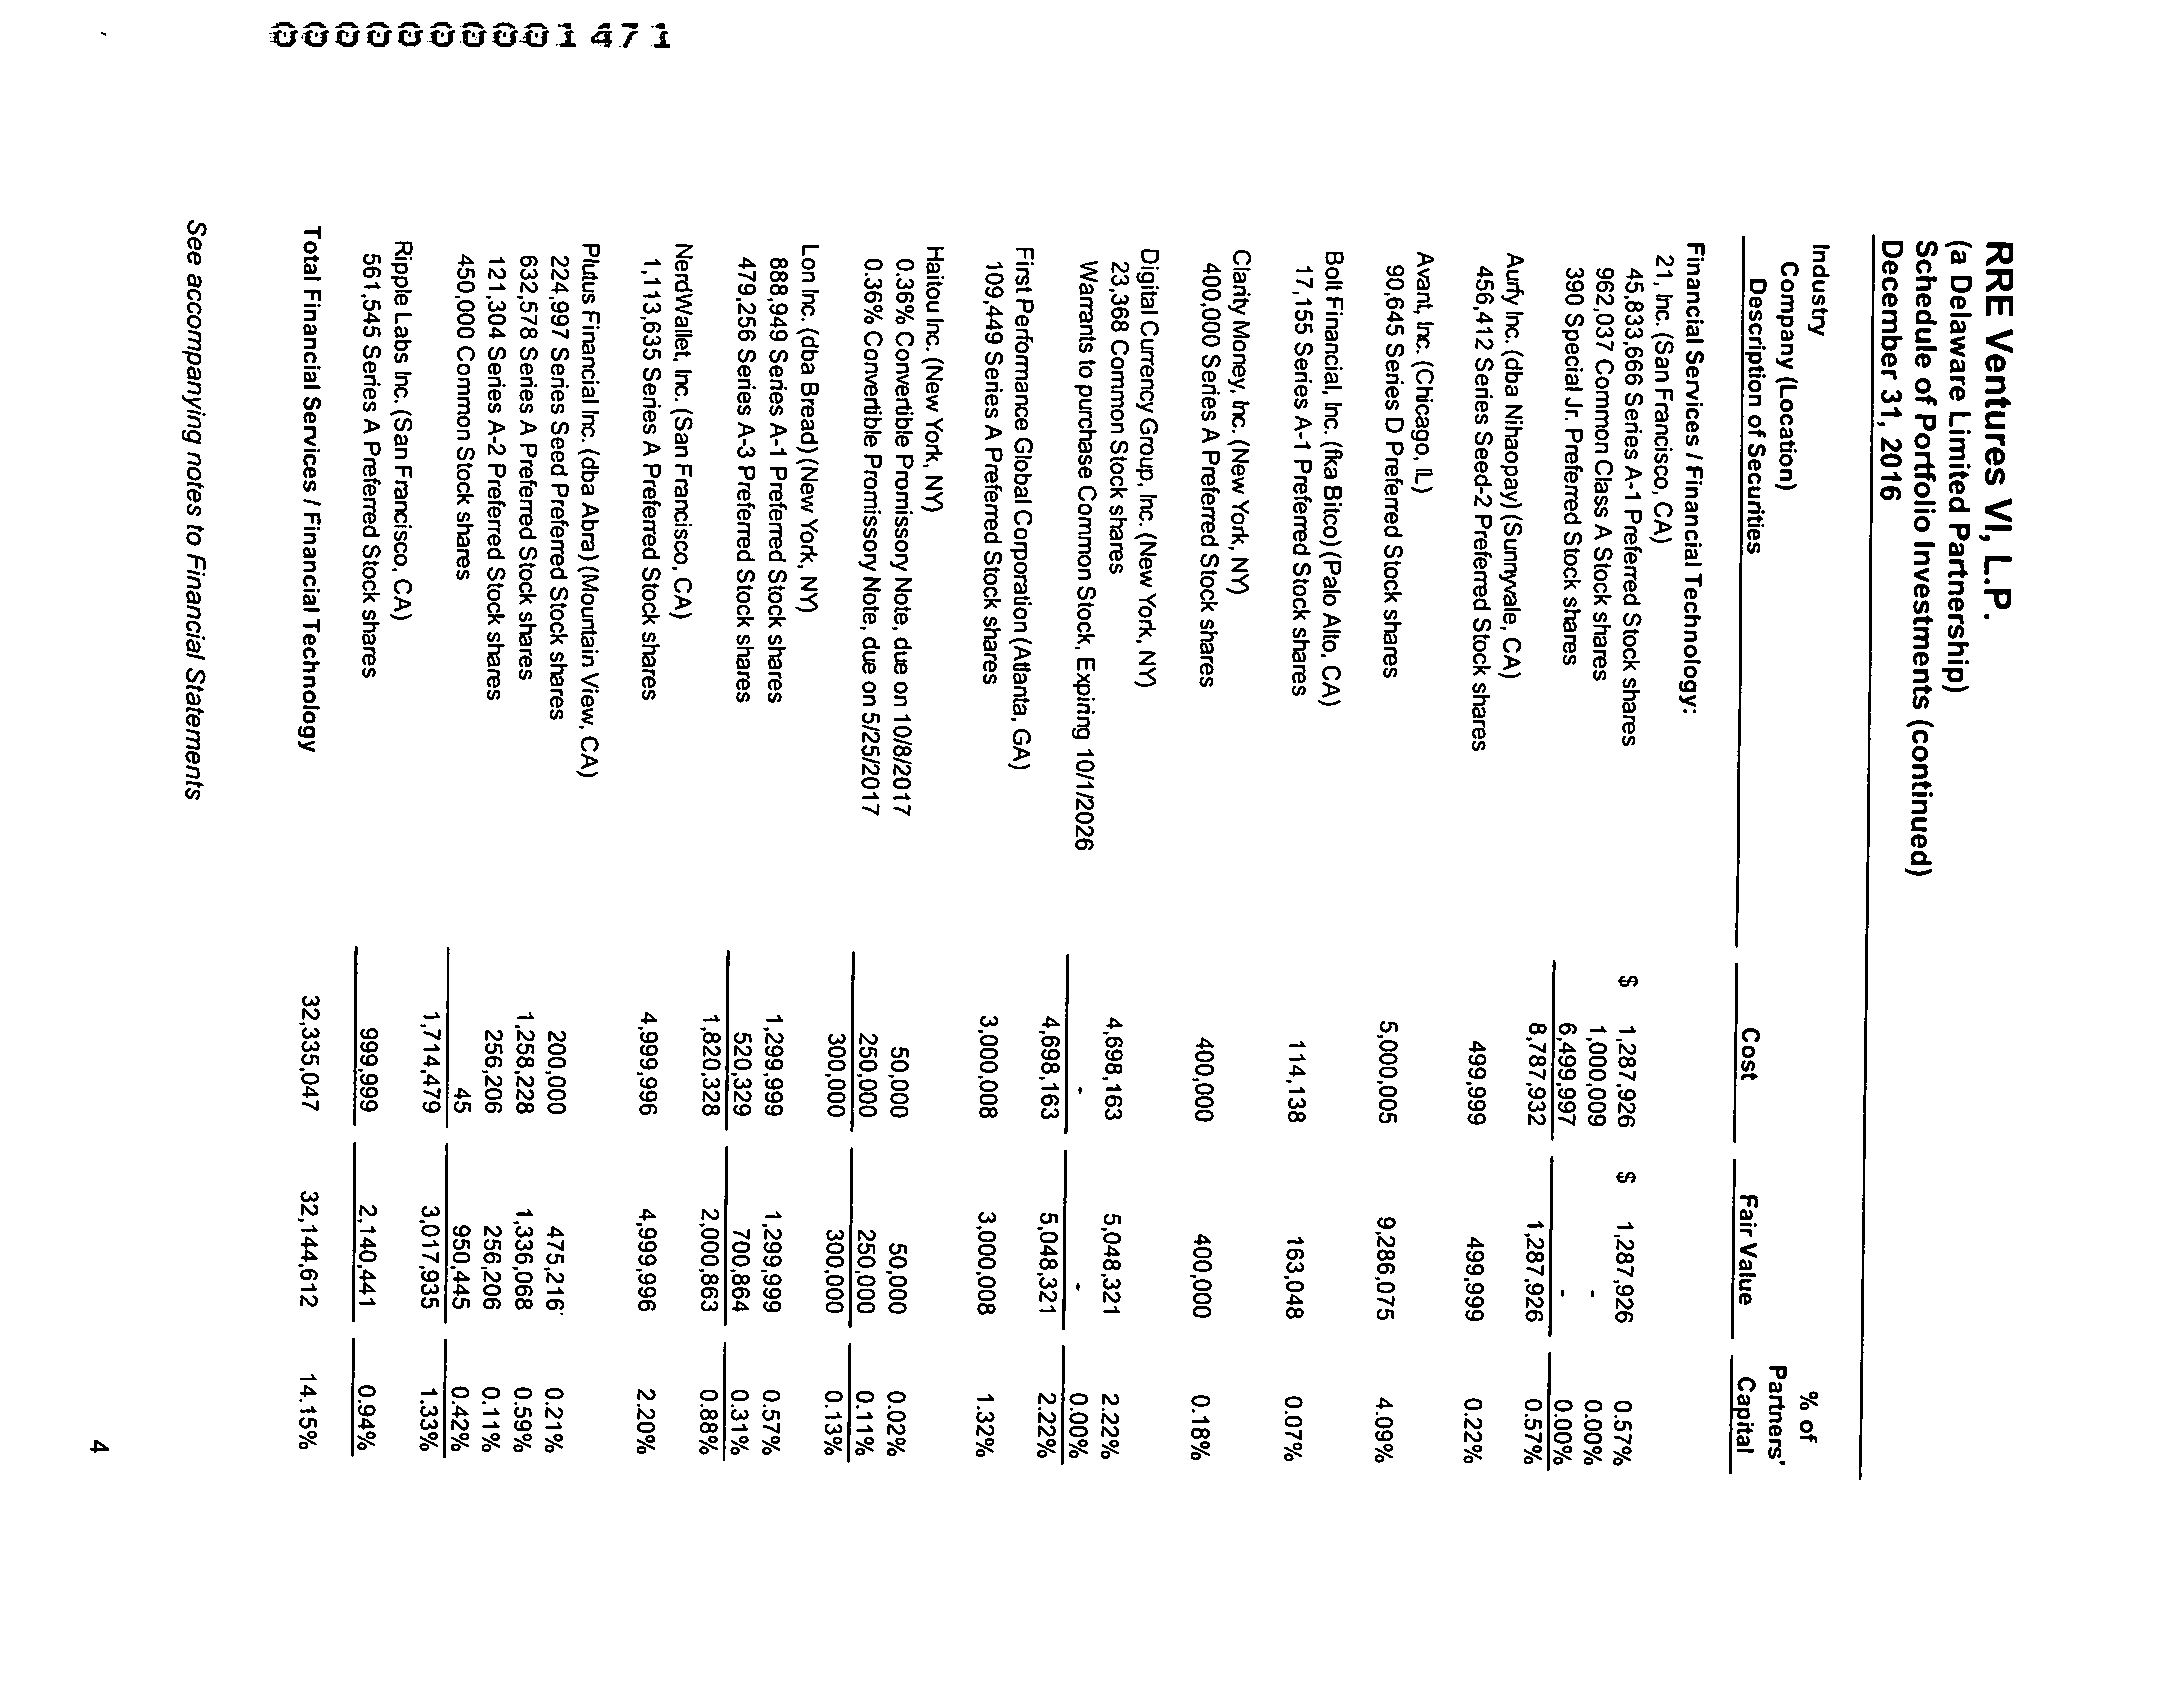 RRE Ventures VI, L.P.
(a Delaware Limited Partnership)
Schedule of Portfolio Investments (continued)
December 31, 2016
Industry
Company (Location) % of Partners'
Description of Securities Cost Fair Value Capital
Financial Services / Financial Technology:
21, Inc. (San Francisco, CA)
45,833,666 Series A-1 Preferred Stock shares $ 1,287,926 $ 1,287,926 0.57%
962,037 Common Class A Stock shares 1,000,009 - 0.00%
390 Special Jr. Preferred Stock shares 6,499,997 - 0.00%
8,787,932 1,287,926 0.57%
Aurfy Inc. (dba Nihaopay) (Sunnyvale, CA)
456,412 Series Seed-2 Preferred Stock shares 499,999 499,999 0.22%
Avant, Inc. (Chicago, IL)
90,645 Series D Preferred Stock shares 5,000,005 9,286,075 4.09%
Bolt Financial, Inc. (fka Bitco) (Palo Alto, CA)
17,155 Series A-1 Preferred Stock shares 114,138 163,048 0.07%
Clarity Money, Inc. (New York, NY)
400,000 Series A Preferred Stock shares 400,000 400,000 0.18%
Digital Currency Group, Inc. (New York, NY)
23,368 Common Stock shares 4,698,163 5,048,321 2.22%
Warrants to purchase Common Stock, Expiring 10/1/2026 - - 0.00%
4,698,163 5,048,321 2.22%
First Performance Global Corporation (Atlanta, GA)
109,449 Series A Preferred Stock shares 3,000,008 3,000,008 1.32%
Haitou Inc. (New York, NY)
0.36% Convertible Promissory Note, due on 10/8/2017 50,000 50,000 0.02%
0.36% Convertible Promissory Note, due on 5/25/2017 250,000 250,000 0.11%
300,000 300,000 0.13%
Lon Inc. (dba Bread) (New York, NY)
888,949 Series A-1 Preferred Stock shares 1,299,999 1,299,999 0.57%
479,256 Series A-3 Preferred Stock shares 520,329 700,864 0.31%
1,820,328 2,000,863 0.88%
NerdWallet, Inc. (San Francisco, CA)
1,113,635 Series A Preferred Stock shares 4,999,996 4,999,996 2.20%
Plutus Financial Inc. (dba Abra) (Mountain View, CA)
224,997 Series Seed Preferred Stock shares 200,000 475,216 0.21%
632,578 Series A Preferred Stock shares 1,258,228 1,336,068 0.59%
121,304 Series A-2 Preferred Stock shares 256,206 256,206 0.11%
450,000 Common Stock shares 45 950,445 0.42%
1,714,479 3,017,935 1.33%
Ripple Labs Inc. (San Francisco, CA)
561,545 Series A Preferred Stock shares 999,999 2,140,441 0.94%
Total Financial Services / Financial Technology 32,335,047 32,144,612 14.15%
See accompanying notes to Financial Statements
4
0000000001471